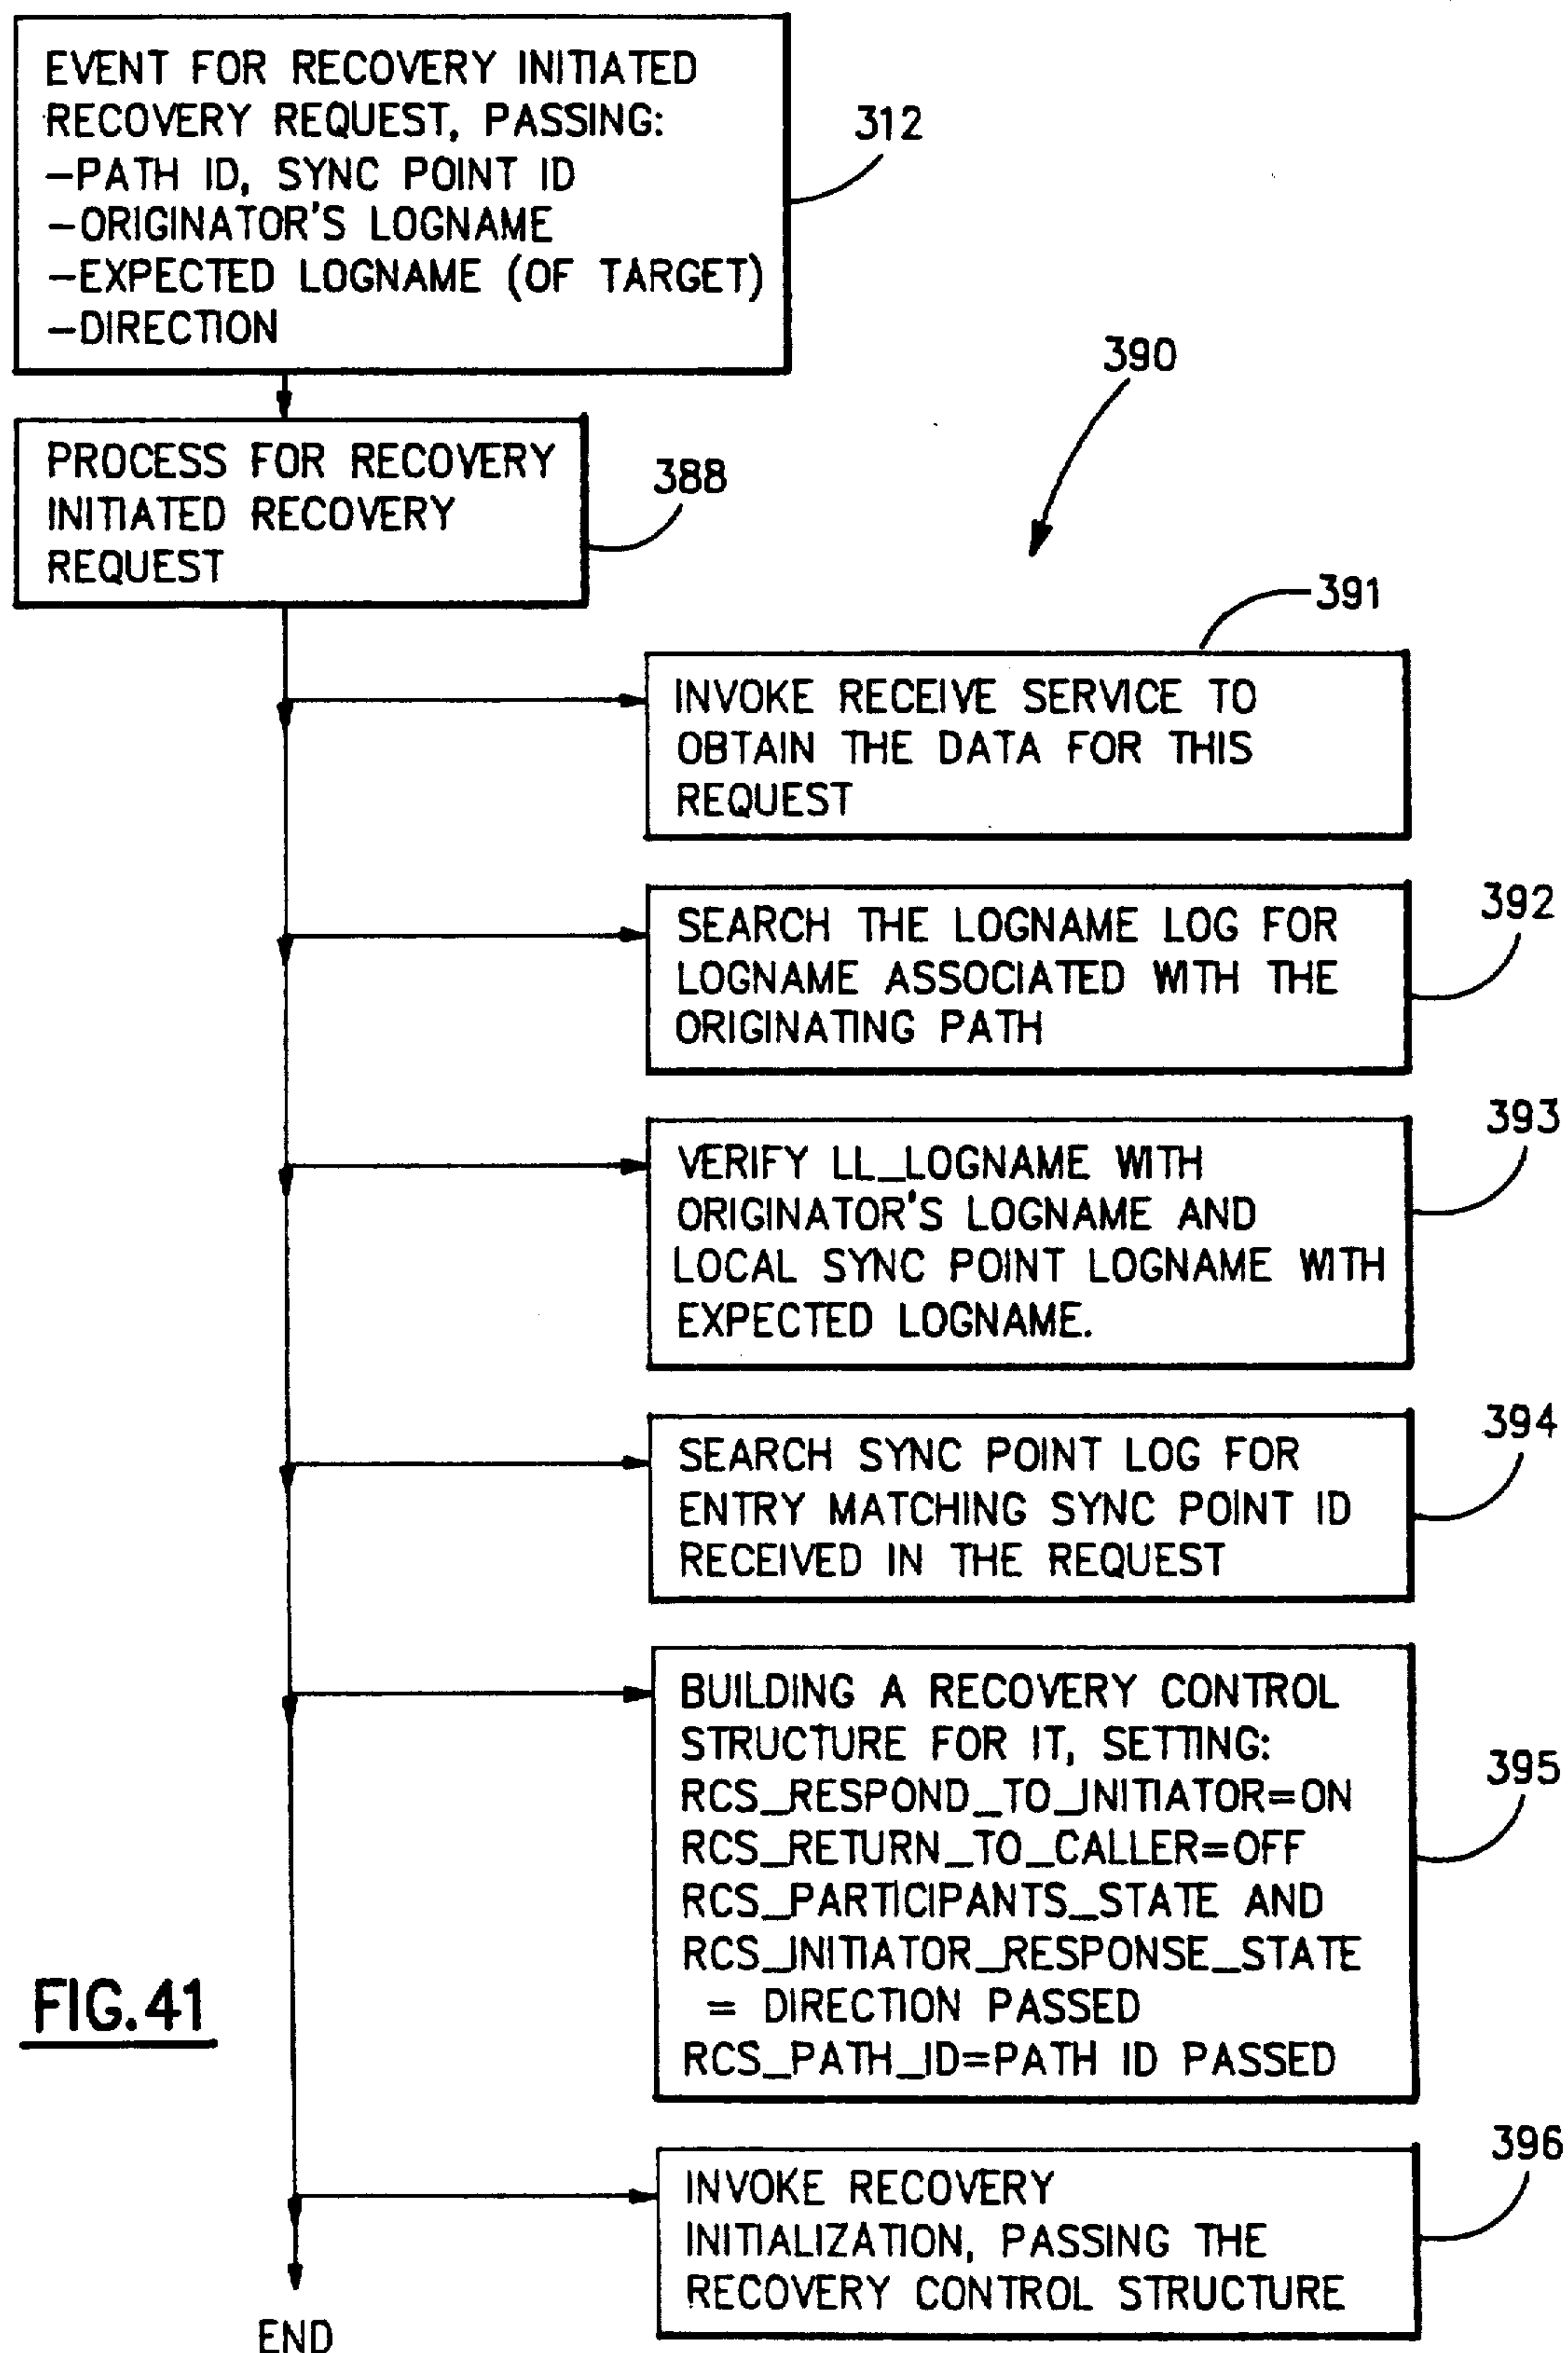 EVENT FOR RECOVERY INITIATED
RECOVERY REQUEST, PASSING:
-PATH ID, SYNC POINT ID
-ORIGINATOR'S LOGNAME
-EXPECTED LOGNAME (OF TARGET)
-DIRECTION
312
PROCESS FOR RECOVERY
INITIATED RECOVERY
REQUEST
388
390
391
INVOKE RECEIVE SERVICE TO
OBTAIN THE DATA FOR THIS
REQUEST
392
SEARCH THE LOGNAME LOG FOR
LOGNAME ASSOCIATED WITH THE
ORIGINATING PATH
393
VERIFY LL_LOGNAME WITH
ORIGINATOR'S LOGNAME AND
LOCAL SYNC POINT LOGNAME WITH
EXPECTED LOGNAME.
394
SEARCH SYNC POINT LOG FOR
ENTRY MATCHING SYNC POINT ID
RECEIVED IN THE REQUEST
395
BUILDING A RECOVERY CONTROL
STRUCTURE FOR IT, SETTING:
RCS_RESPOND_TO_INITIATOR=ON
RCS_RETURN_TO_CALLER=OFF
RCS_PARTICIPANTS_STATE AND
RCS_INITIATOR_RESPONSE_STATE
= DIRECTION PASSED
RCS_PATH_ID=PATH ID PASSED
FIG.41
396
INVOKE RECOVERY
INITIALIZATION, PASSING THE
RECOVERY CONTROL STRUCTURE
END